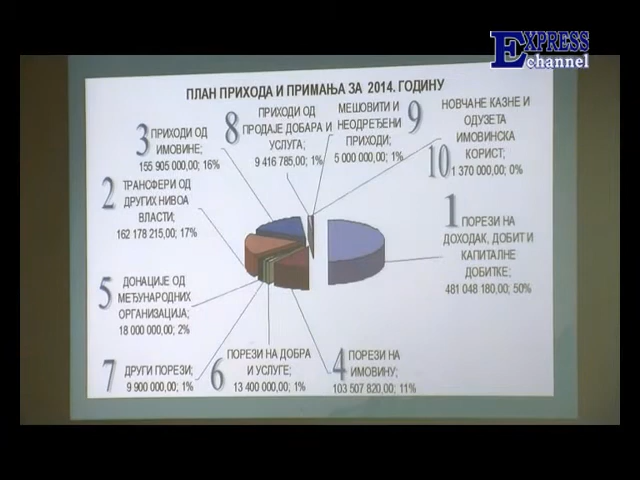 EXPRESS
channel
ПЛАН ПРИХОДА И ПРИМАЊА ЗА 2014. ГОДИНУ
1
ПОРЕЗИ НА
ДОХОДАК, ДОБИТ И
КАПИТАЛНЕ
ДОБИТКЕ;
481 048 180,00; 50%
2
ТРАНСФЕРИ ОД
ДРУГИХ НИВОА
ВЛАСТИ;
162 178 215,00; 17%
3
ПРИХОДИ ОД
ИМОВИНЕ;
155 905 000,00; 16%
4
ПОРЕЗИ НА
ИМОВИНУ;
103 507 820,00; 11%
5
ДОНАЦИЈЕ ОД
МЕЂУНАРОДНИХ
ОРГАНИЗАЦИЈА;
18 000 000,00; 2%
6
ПОРЕЗИ НА ДОБРА
И УСЛУГЕ;
13 400 000,00; 1%
7
ДРУГИ ПОРЕЗИ;
9 900 000,00; 1%
8
ПРИХОДИ ОД
ПРОДАЈЕ ДОБАРА И
УСЛУГА;
9 416 785,00; 1%
9
МЕШОВИТИ И
НЕОДРЕЂЕНИ
ПРИХОДИ;
5 000 000,00; 1%
10
НОВЧАНЕ КАЗНЕ И
ОДУЗЕТА
ИМОВИНСКА
КОРИСТ;
1 370 000,00; 0%